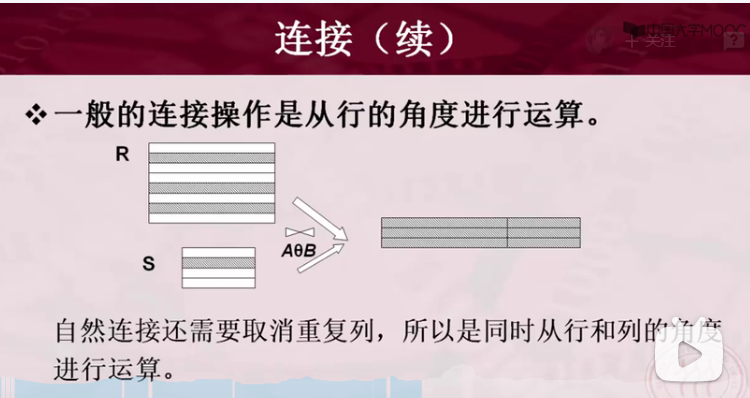 连接（续）
中国大学MOOC
＋关注
?
❖一般的连接操作是从行的角度进行运算。
R
AθB
S
自然连接还需要取消重复列，所以是同时从行和列的角度
进行运算。